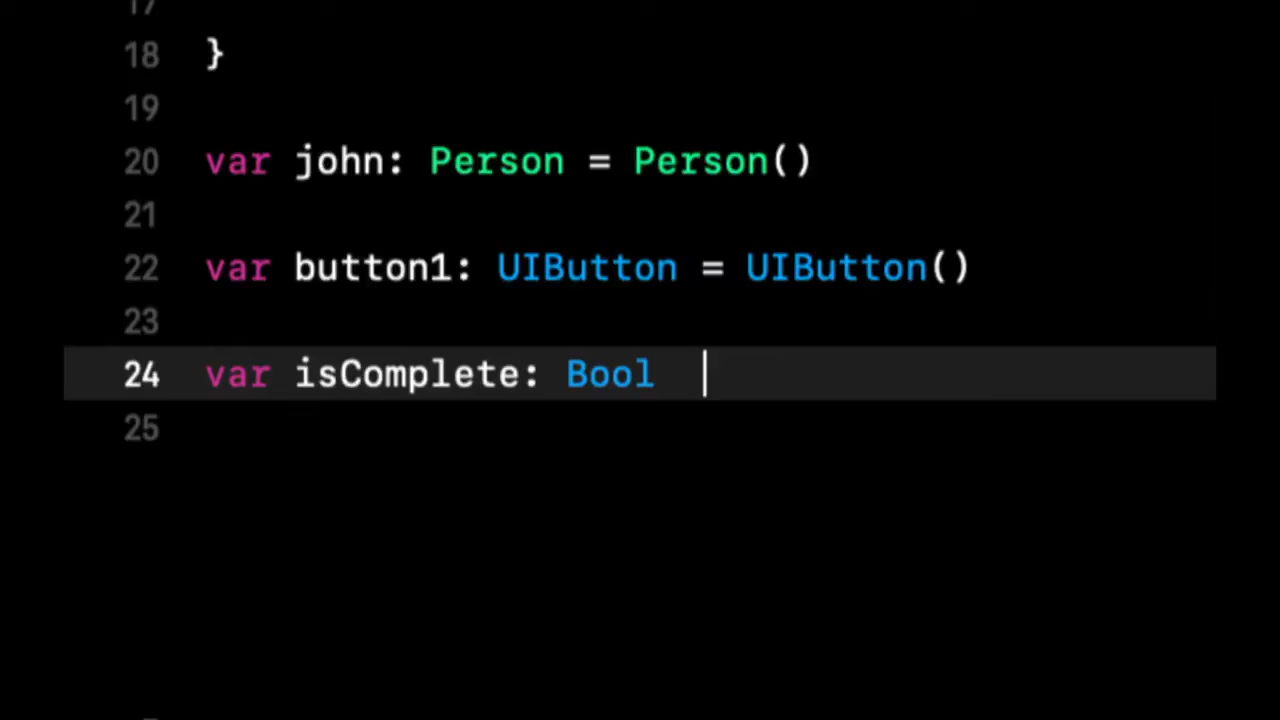 17
18 }
19
20 var john: Person = Person()
21
22 var button1: UIButton = UIButton()
23
24 var isComplete: Bool
25